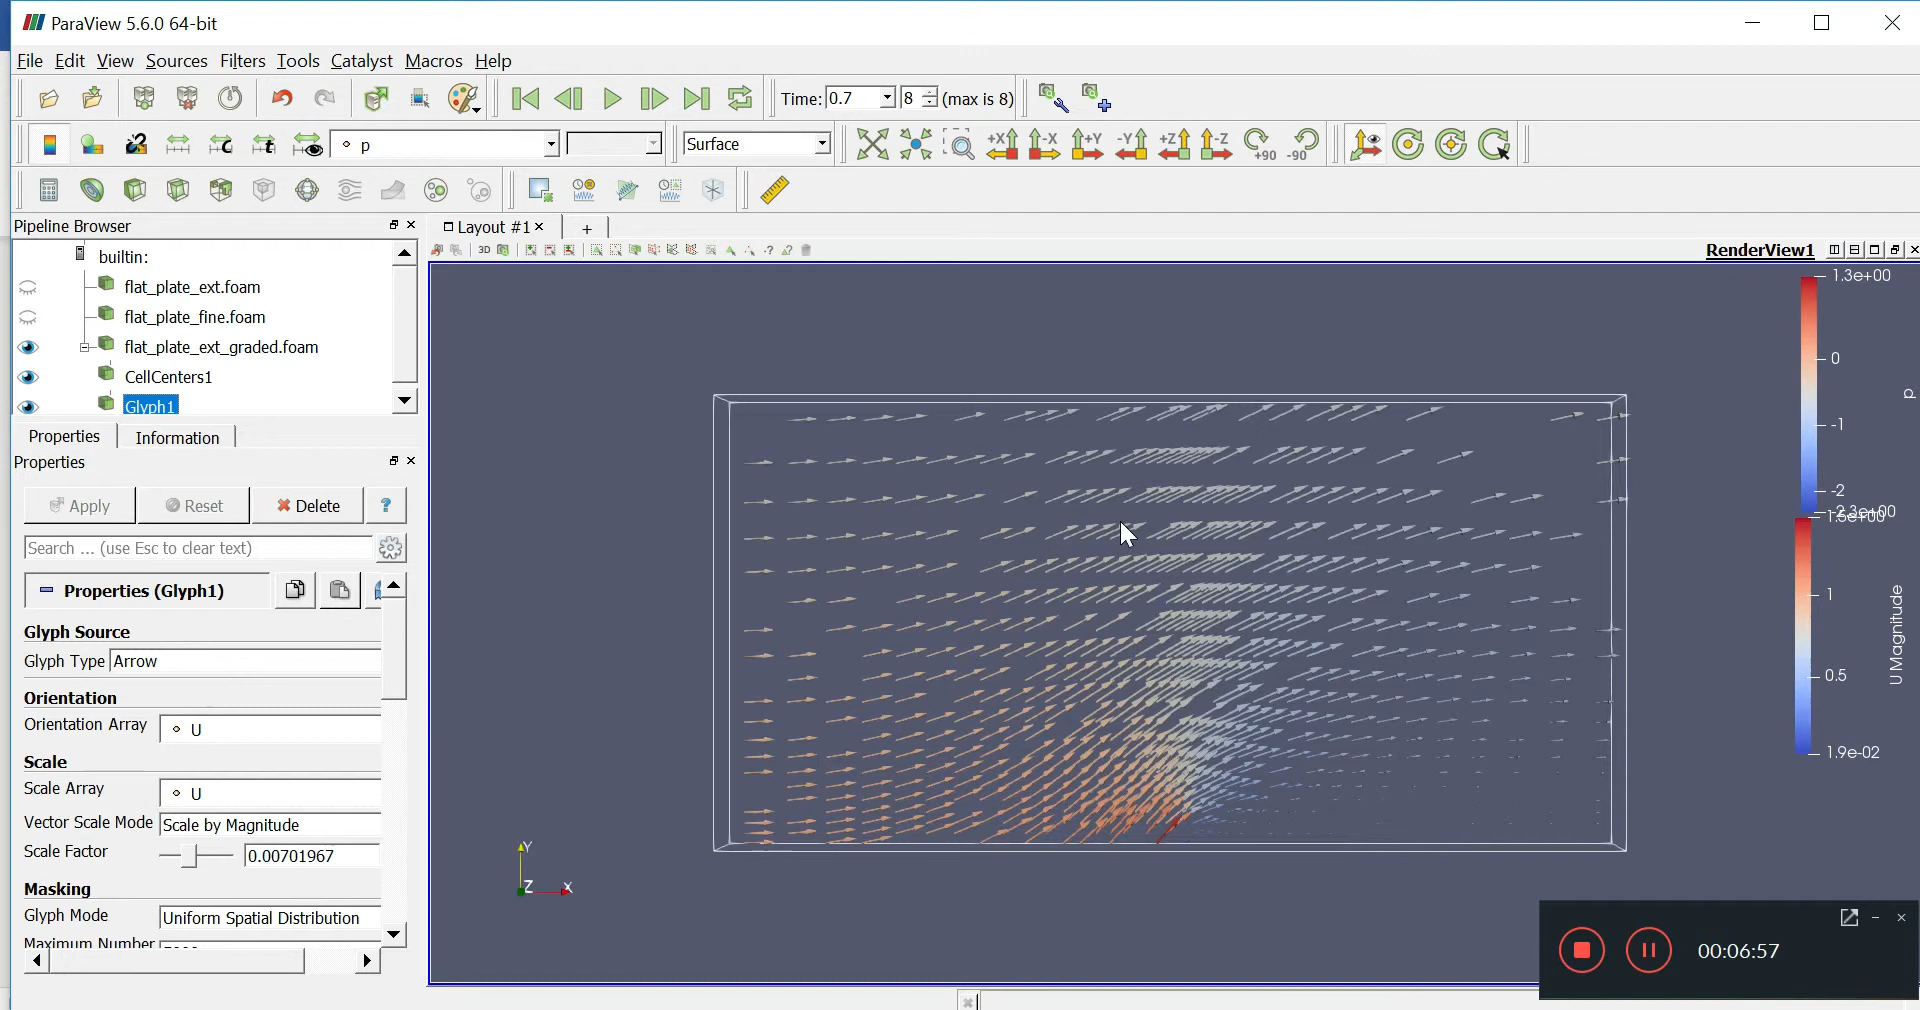 ParaView 5.6.0 64-bit
File Edit View Sources Filters Tools Catalyst Macros Help
Time: 0.7 8 (max is 8)
p Surface +X -X +Y -Y +Z -Z +90 -90
Pipeline Browser
Layout #1 +
3D
RenderView1
builtin:
flat_plate_ext.foam
flat_plate_fine.foam
flat_plate_ext_graded.foam
CellCenters1
Glyph1
Properties Information
Properties
Apply Reset Delete ?
Search ... (use Esc to clear text)
Properties (Glyph1)
Glyph Source
Glyph Type Arrow
Orientation
Orientation Array U
Scale
Scale Array U
Vector Scale Mode Scale by Magnitude
Scale Factor 0.00701967
Masking
Glyph Mode Uniform Spatial Distribution
Maximum Number
1.3e+00
0
-1
-2
-2.3e+00
p
1
0.5
1.9e-02
U Magnitude
Y
Z X
00:06:57